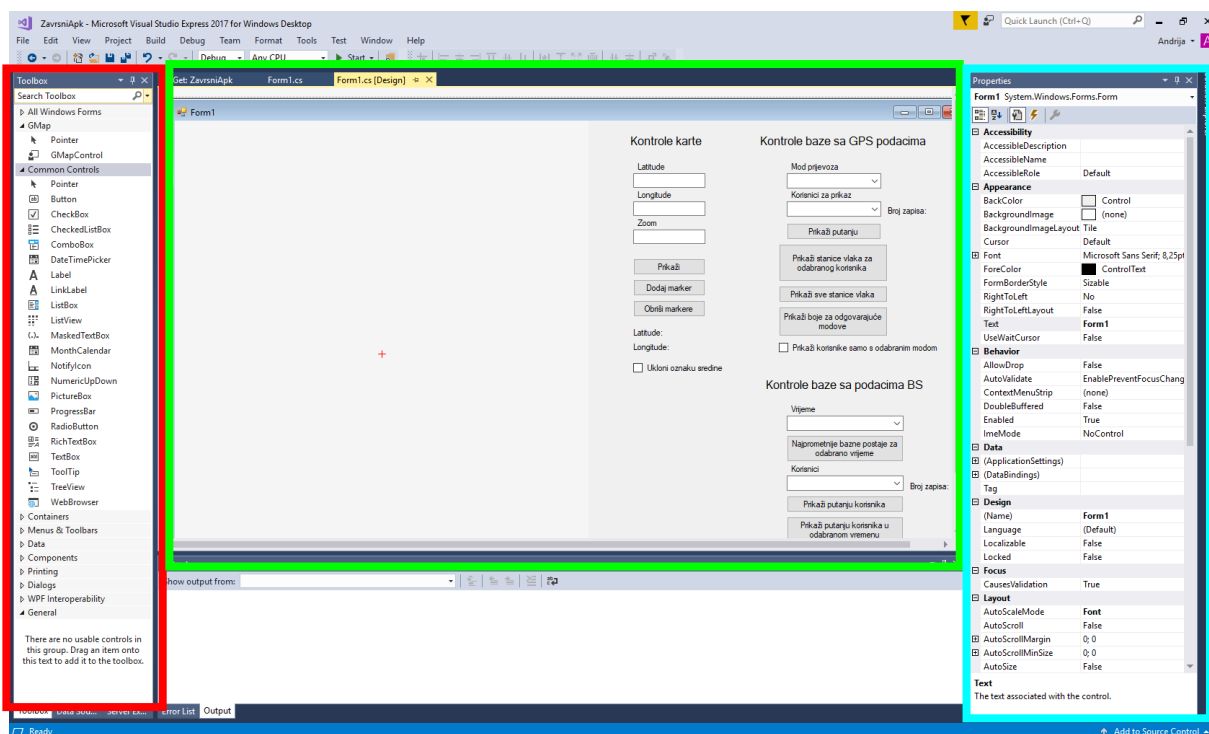 ZavrsniApk - Microsoft Visual Studio Express 2017 for Windows Desktop
Quick Launch (Ctrl+Q)
File Edit View Project Build Debug Team Format Tools Test Window Help
Andrija
Debug Any CPU Start
Toolbox
Search Toolbox
All Windows Forms
GMap
Pointer
GMapControl
Common Controls
Pointer
Button
CheckBox
CheckedListBox
ComboBox
DateTimePicker
Label
LinkLabel
ListBox
ListView
MaskedTextBox
MonthCalendar
NotifyIcon
NumericUpDown
PictureBox
ProgressBar
RadioButton
RichTextBox
TextBox
ToolTip
TreeView
WebBrowser
Containers
Menus & Toolbars
Data
Components
Printing
Dialogs
WPF Interoperability
General
There are no usable controls in
this group. Drag an item onto
this text to add it to the toolbox.
Get: ZavrsniApk Form1.cs Form1.cs [Design]
Form1
Kontrole karte
Latitude
Longitude
Zoom
Prikaži
Dodaj marker
Obriši markere
Latitude:
Longitude:
Ukloni oznaku sredine
Kontrole baze sa GPS podacima
Mod prijevoza
Korisnici za prikaz
Broj zapisa:
Prikaži putanju
Prikaži stanice vlaka za
odabranog korisnika
Prikaži sve stanice vlaka
Prikaži boje za odgovarajuće
modove
Prikaži korisnike samo s odabranim modom
Kontrole baze sa podacima BS
Vrijeme
Najprometnije bazne postaje za
odabrano vrijeme
Korisnici
Broj zapisa:
Prikaži putanju korisnika
Prikaži putanju korisnika u
odabranom vremenu
how output from:
Error List Output
Properties
Form1 System.Windows.Forms.Form
Accessibility
AccessibleDescription
AccessibleName
AccessibleRole Default
Appearance
BackColor Control
BackgroundImage (none)
BackgroundImageLayout Tile
Cursor Default
Font Microsoft Sans Serif; 8,25pt
ForeColor ControlText
FormBorderStyle Sizable
RightToLeft No
RightToLeftLayout False
Text Form1
UseWaitCursor False
Behavior
AllowDrop False
AutoValidate EnablePreventFocusChang
ContextMenuStrip (none)
DoubleBuffered False
Enabled True
ImeMode NoControl
Data
(ApplicationSettings)
(DataBindings)
Tag
Design
(Name) Form1
Language (Default)
Localizable False
Locked False
Focus
CausesValidation True
Layout
AutoScaleMode Font
AutoScroll False
AutoScrollMargin 0; 0
AutoScrollMinSize 0; 0
AutoSize False
Text
The text associated with the control.
Ready
Add to Source Control